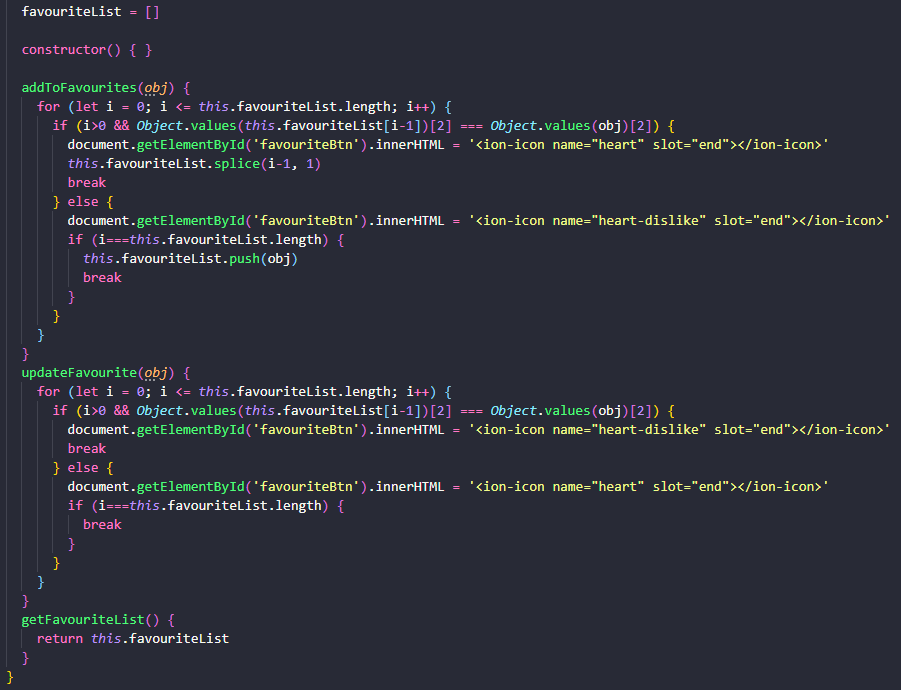 favouriteList = []
constructor() { }
addToFavourites(obj) {
for (let i = 0; i <= this.favouriteList.length; i++) {
if (i>0 && Object.values(this.favouriteList[i-1])[2] === Object.values(obj)[2]) {
document.getElementById('favouriteBtn').innerHTML = '<ion-icon name="heart" slot="end"></ion-icon>'
this.favouriteList.splice(i-1, 1)
break
} else {
document.getElementById('favouriteBtn').innerHTML = '<ion-icon name="heart-dislike" slot="end"></ion-icon>'
if (i===this.favouriteList.length) {
this.favouriteList.push(obj)
break
}
}
}
}
updateFavourite(obj) {
for (let i = 0; i <= this.favouriteList.length; i++) {
if (i>0 && Object.values(this.favouriteList[i-1])[2] === Object.values(obj)[2]) {
document.getElementById('favouriteBtn').innerHTML = '<ion-icon name="heart-dislike" slot="end"></ion-icon>'
break
} else {
document.getElementById('favouriteBtn').innerHTML = '<ion-icon name="heart" slot="end"></ion-icon>'
if (i===this.favouriteList.length) {
break
}
}
}
}
getFavouriteList() {
return this.favouriteList
}
}